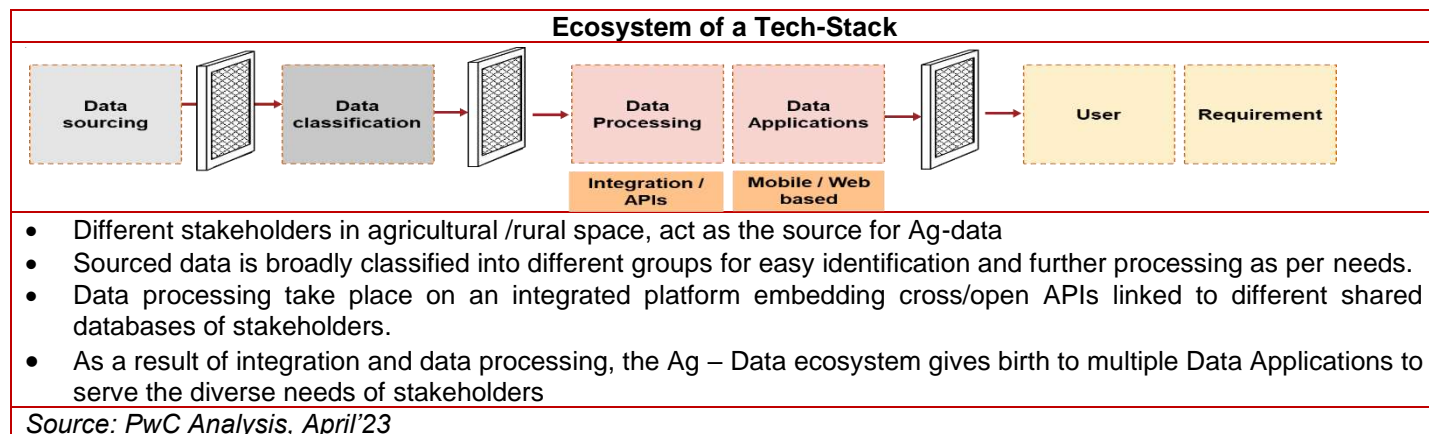 Ecosystem of a Tech-Stack
Data
sourcing
Data
classification
Data
Processing
Data
Applications
User
Requirement
Integration /
APIs
Mobile / Web
based
• Different stakeholders in agricultural /rural space, act as the source for Ag-data
• Sourced data is broadly classified into different groups for easy identification and further processing as per needs.
• Data processing take place on an integrated platform embedding cross/open APIs linked to different shared
databases of stakeholders.
• As a result of integration and data processing, the Ag – Data ecosystem gives birth to multiple Data Applications to
serve the diverse needs of stakeholders
Source: PwC Analysis, April'23